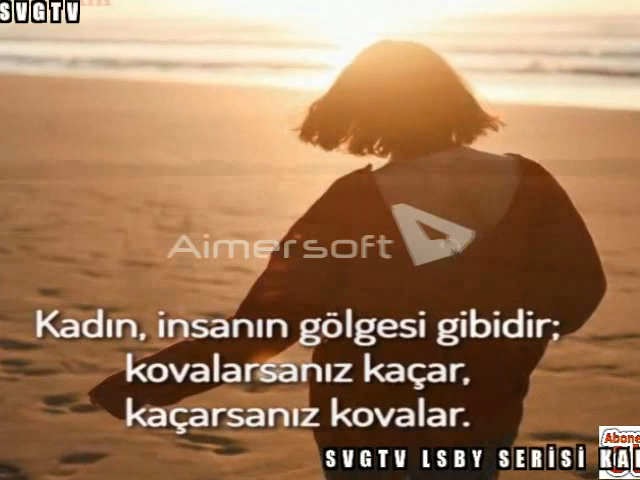 SVGTV
Aimersoft
Kadın, insanın gölgesi gibidir;
kovalarsanız kaçar,
kaçarsanız kovalar.
Abone
SVGTV LSBY SERİSİ